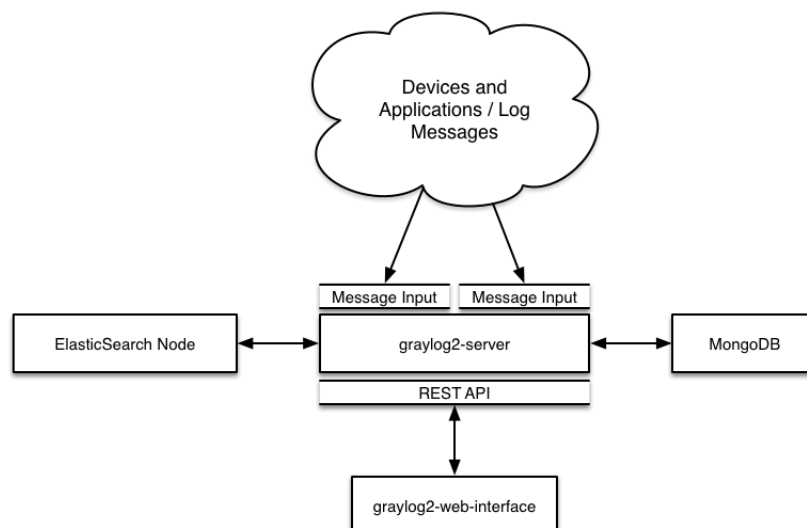 Devices and
Applications / Log
Messages
Message Input
Message Input
ElasticSearch Node
graylog2-server
MongoDB
REST API
graylog2-web-interface